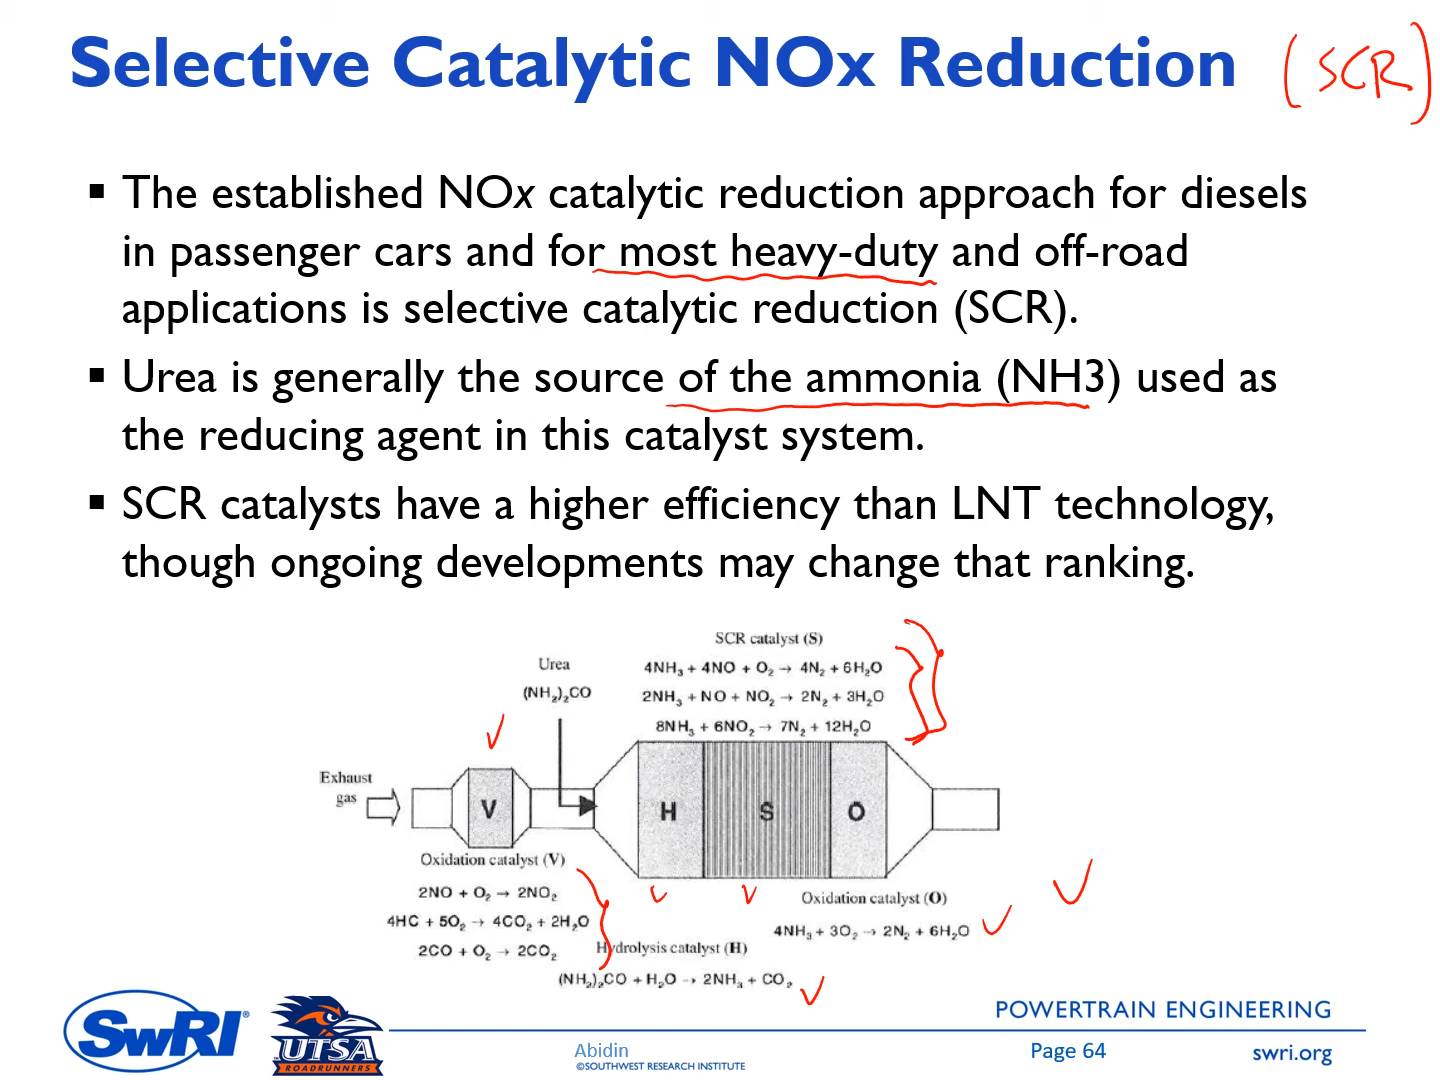 Selective Catalytic NOx Reduction (SCR)
▪ The established NOx catalytic reduction approach for diesels
in passenger cars and for most heavy-duty and off-road
applications is selective catalytic reduction (SCR).
▪ Urea is generally the source of the ammonia (NH3) used as
the reducing agent in this catalyst system.
▪ SCR catalysts have a higher efficiency than LNT technology,
though ongoing developments may change that ranking.
SCR catalyst (S)
4NH₃ + 4NO + O₂ → 4N₂ + 6H₂O
2NH₃ + NO + NO₂ → 2N₂ + 3H₂O
8NH₃ + 6NO₂ → 7N₂ + 12H₂O
Urea
(NH₂)₂CO
Exhaust
gas
V
H
S
O
Oxidation catalyst (V)
2NO + O₂ → 2NO₂
4HC + 5O₂ → 4CO₂ + 2H₂O
2CO + O₂ → 2CO₂
Oxidation catalyst (O)
4NH₃ + 3O₂ → 2N₂ + 6H₂O
Hydrolysis catalyst (H)
(NH₂)₂CO + H₂O → 2NH₃ + CO₂
SwRI®
UTSA
ROADRUNNERS
POWERTRAIN ENGINEERING
Abidin
©SOUTHWEST RESEARCH INSTITUTE
Page 64
swri.org